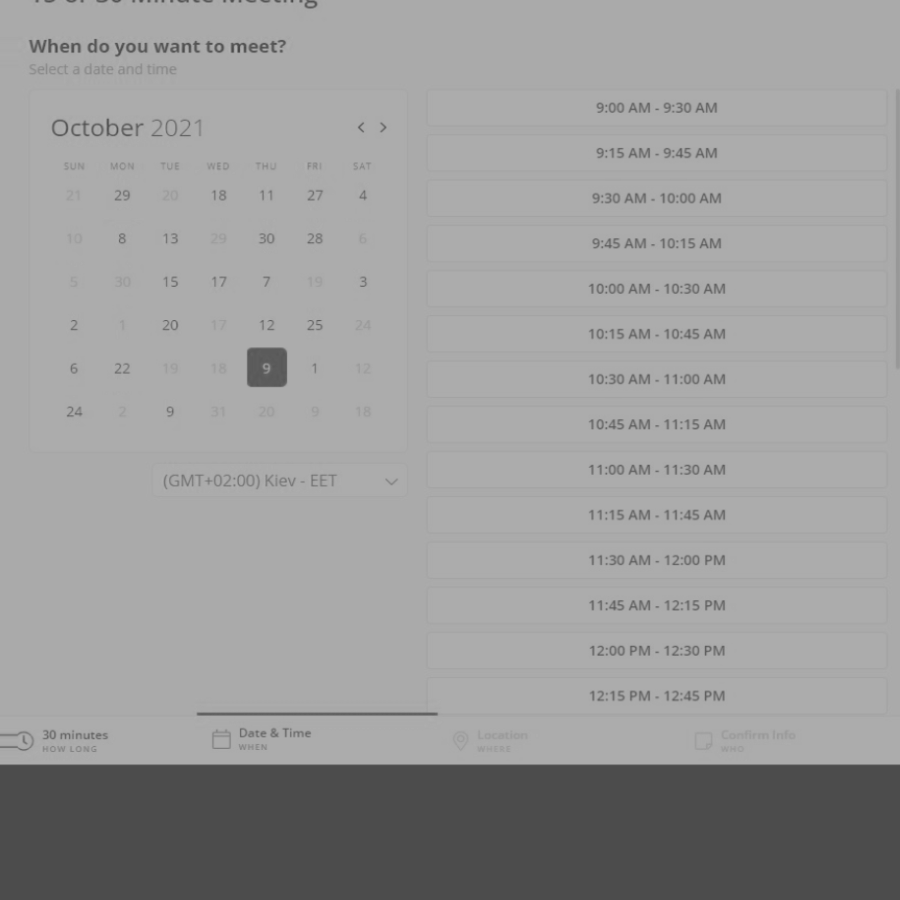 15 or 30 Minute Meeting
When do you want to meet?
Select a date and time
October 2021
SUN MON TUE WED THU FRI SAT
21 29 20 18 11 27 4
10 8 13 29 30 28 6
5 30 15 17 7 19 3
2 1 20 17 12 25 24
6 22 19 18 9 1 12
24 2 9 31 20 9 18
(GMT+02:00) Kiev - EET
9:00 AM - 9:30 AM
9:15 AM - 9:45 AM
9:30 AM - 10:00 AM
9:45 AM - 10:15 AM
10:00 AM - 10:30 AM
10:15 AM - 10:45 AM
10:30 AM - 11:00 AM
10:45 AM - 11:15 AM
11:00 AM - 11:30 AM
11:15 AM - 11:45 AM
11:30 AM - 12:00 PM
11:45 AM - 12:15 PM
12:00 PM - 12:30 PM
12:15 PM - 12:45 PM
30 minutes
HOW LONG
Date & Time
WHEN
Location
WHERE
Confirm Info
WHO